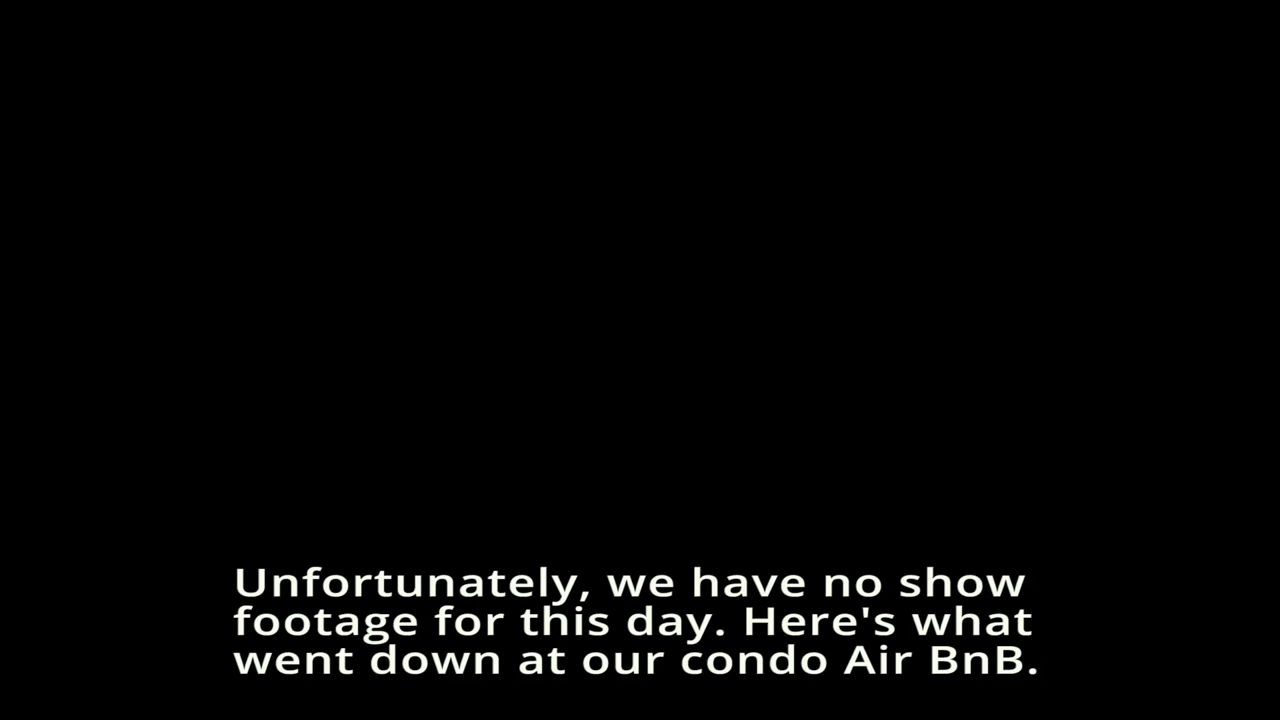 Unfortunately, we have no show
footage for this day. Here's what
went down at our condo Air BnB.